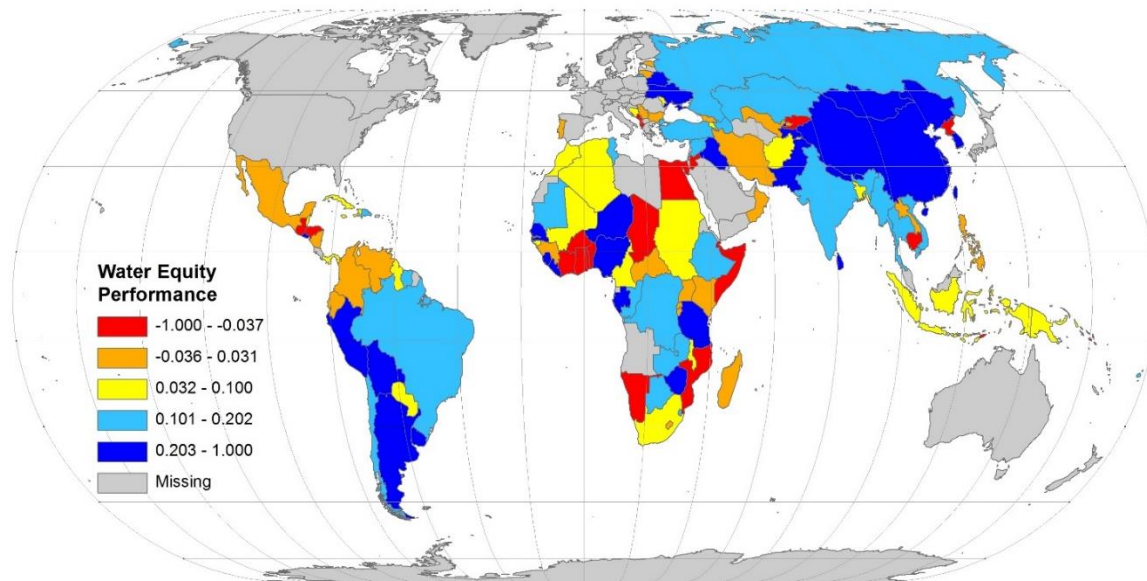 Water Equity
Performance
-1.000 - -0.037
-0.036 - 0.031
0.032 - 0.100
0.101 - 0.202
0.203 - 1.000
Missing